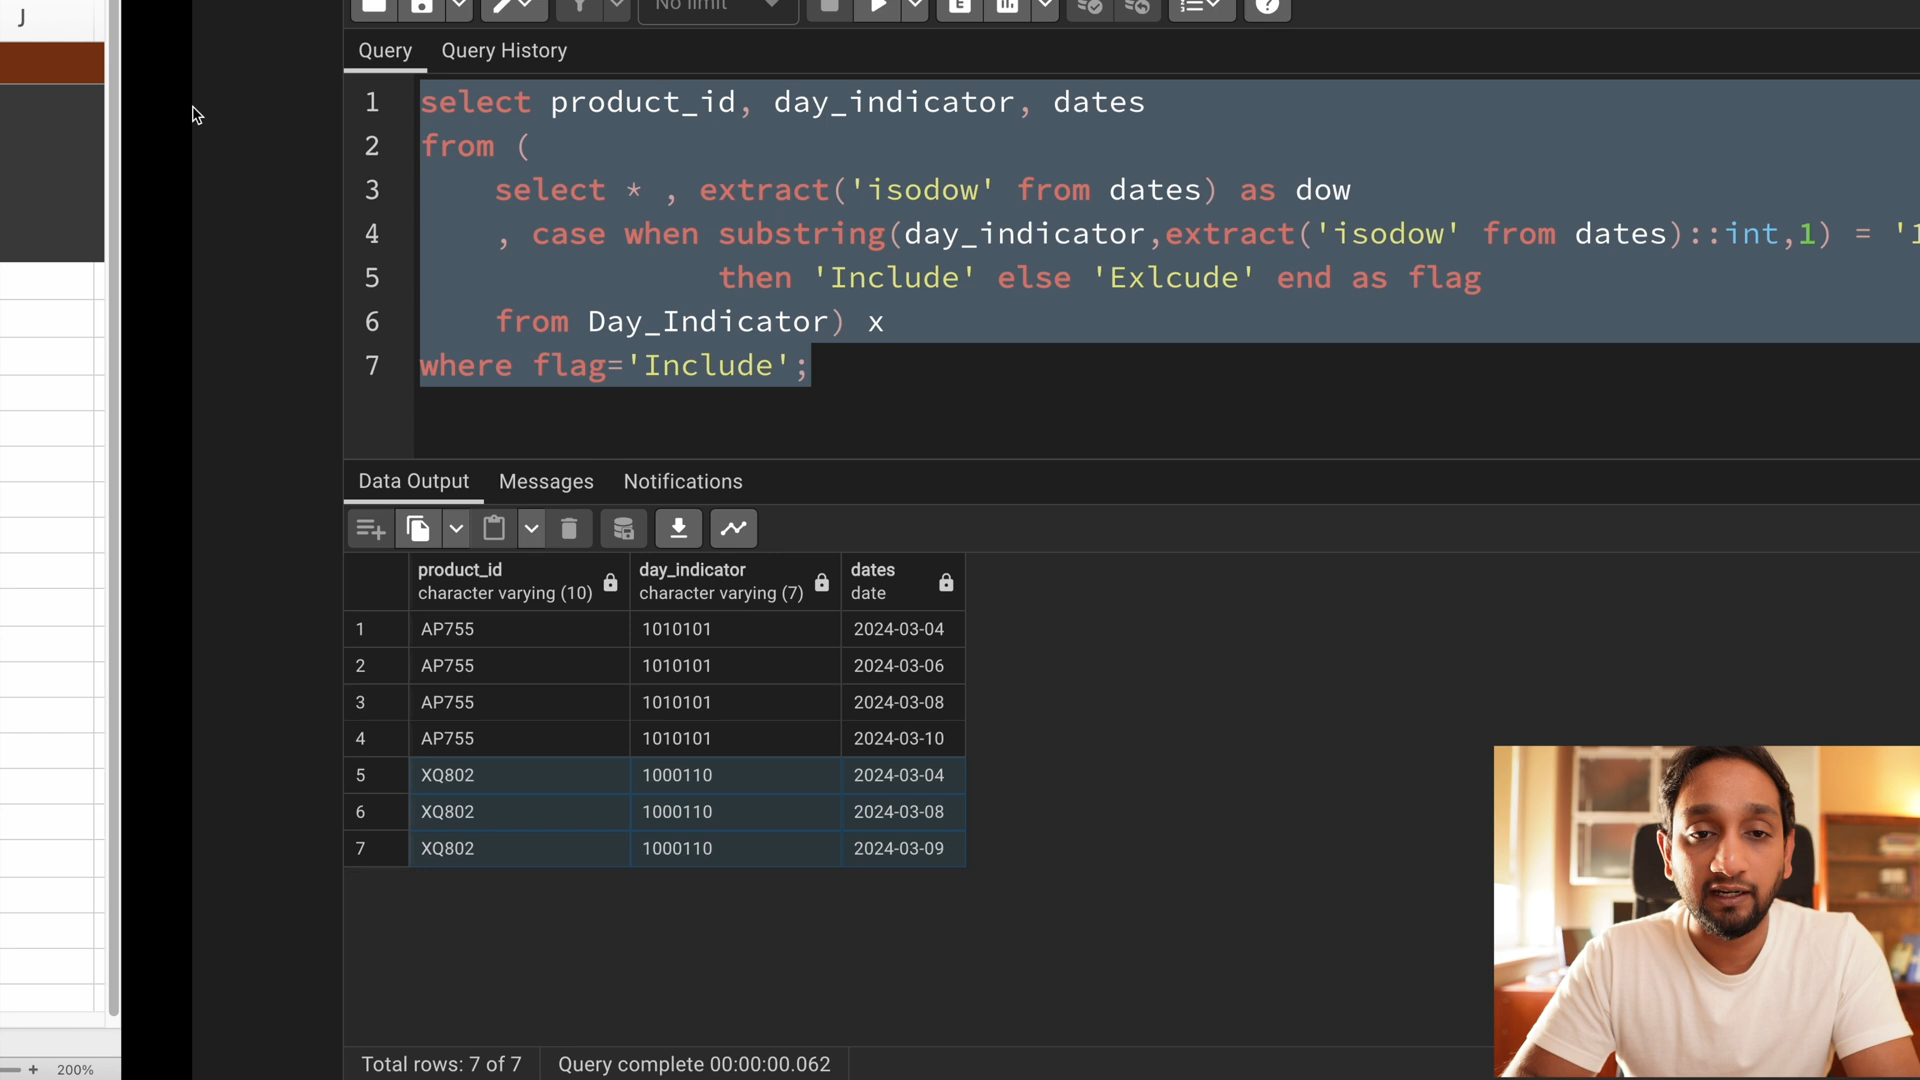 J
No limit
Query Query History
1 select product_id, day_indicator, dates
2 from (
3 select * , extract('isodow' from dates) as dow
4 , case when substring(day_indicator,extract('isodow' from dates)::int,1) = '1
5 then 'Include' else 'Exlcude' end as flag
6 from Day_Indicator) x
7 where flag='Include';
Data Output Messages Notifications
product_id day_indicator dates
character varying (10) character varying (7) date
1 AP755 1010101 2024-03-04
2 AP755 1010101 2024-03-06
3 AP755 1010101 2024-03-08
4 AP755 1010101 2024-03-10
5 XQ802 1000110 2024-03-04
6 XQ802 1000110 2024-03-08
7 XQ802 1000110 2024-03-09
Total rows: 7 of 7 Query complete 00:00:00.062
+ 200%